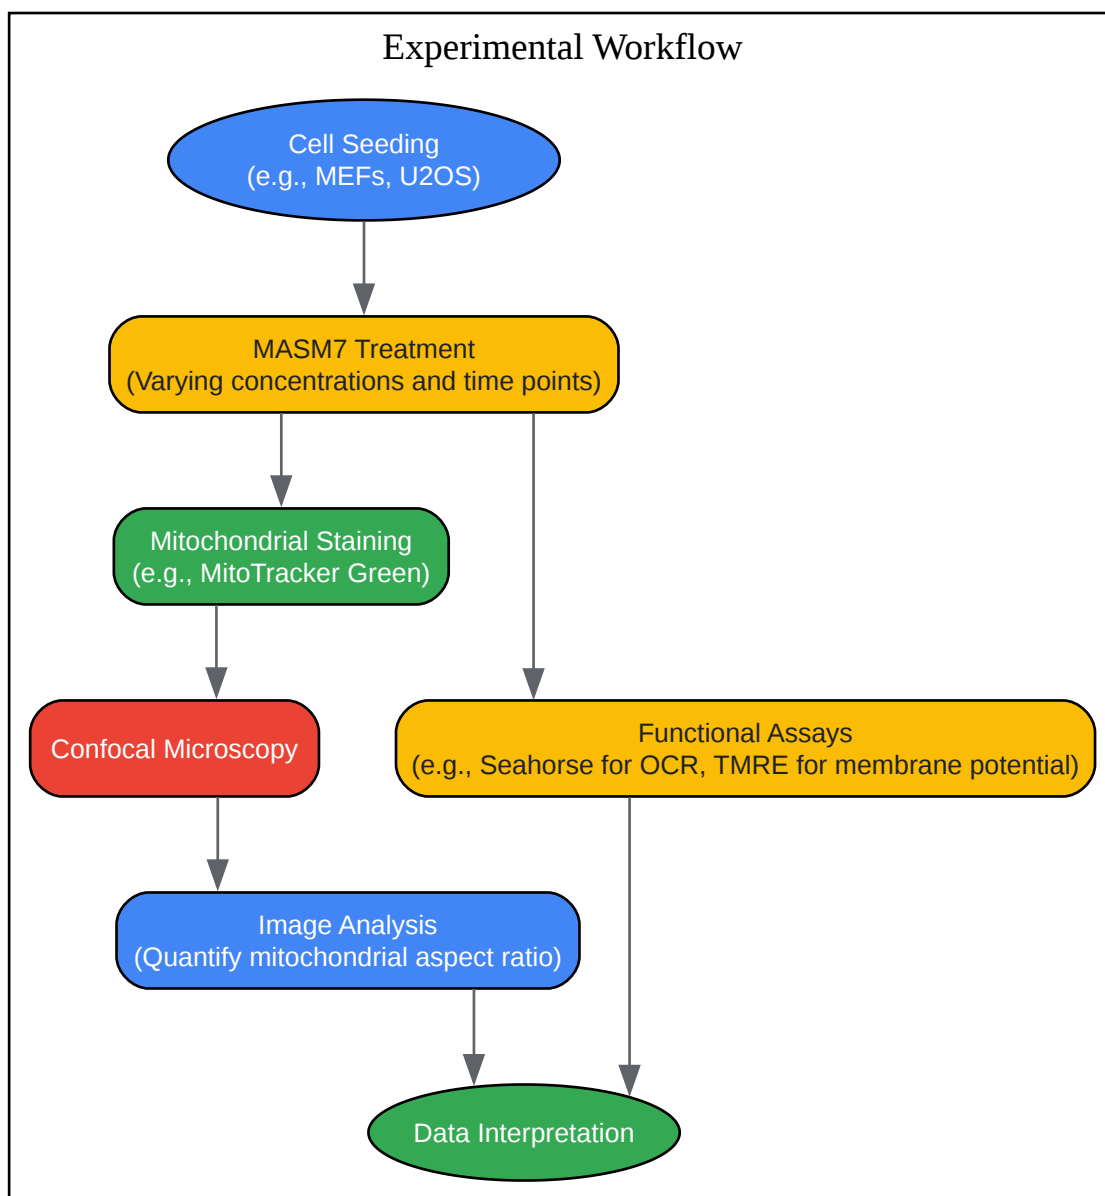 Experimental Workflow
Cell Seeding
(e.g., MEFs, U2OS)
MASM7 Treatment
(Varying concentrations and time points)
Mitochondrial Staining
(e.g., MitoTracker Green)
Confocal Microscopy
Functional Assays
(e.g., Seahorse for OCR, TMRE for membrane potential)
Image Analysis
(Quantify mitochondrial aspect ratio)
Data Interpretation